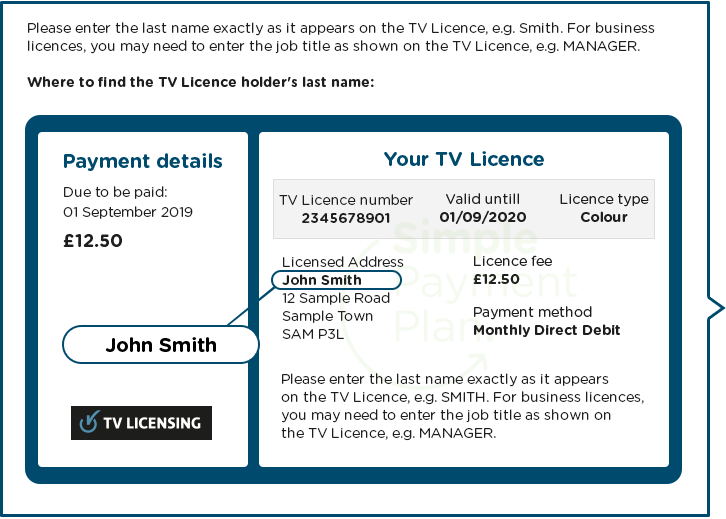 Please enter the last name exactly as it appears on the TV Licence, e.g. Smith. For business
licences, you may need to enter the job title as shown on the TV Licence, e.g. MANAGER.
Where to find the TV Licence holder's last name:
Payment details
Due to be paid:
01 September 2019
£12.50
John Smith
TV LICENSING
Your TV Licence
TV Licence number
2345678901
Valid untill
01/09/2020
Licence type
Colour
Simple
Payment
Plan
Licensed Address
John Smith
12 Sample Road
Sample Town
SAM P3L
Licence fee
£12.50
Payment method
Monthly Direct Debit
Please enter the last name exactly as it appears
on the TV Licence, e.g. SMITH. For business licences,
you may need to enter the job title as shown on
the TV Licence, e.g. MANAGER.